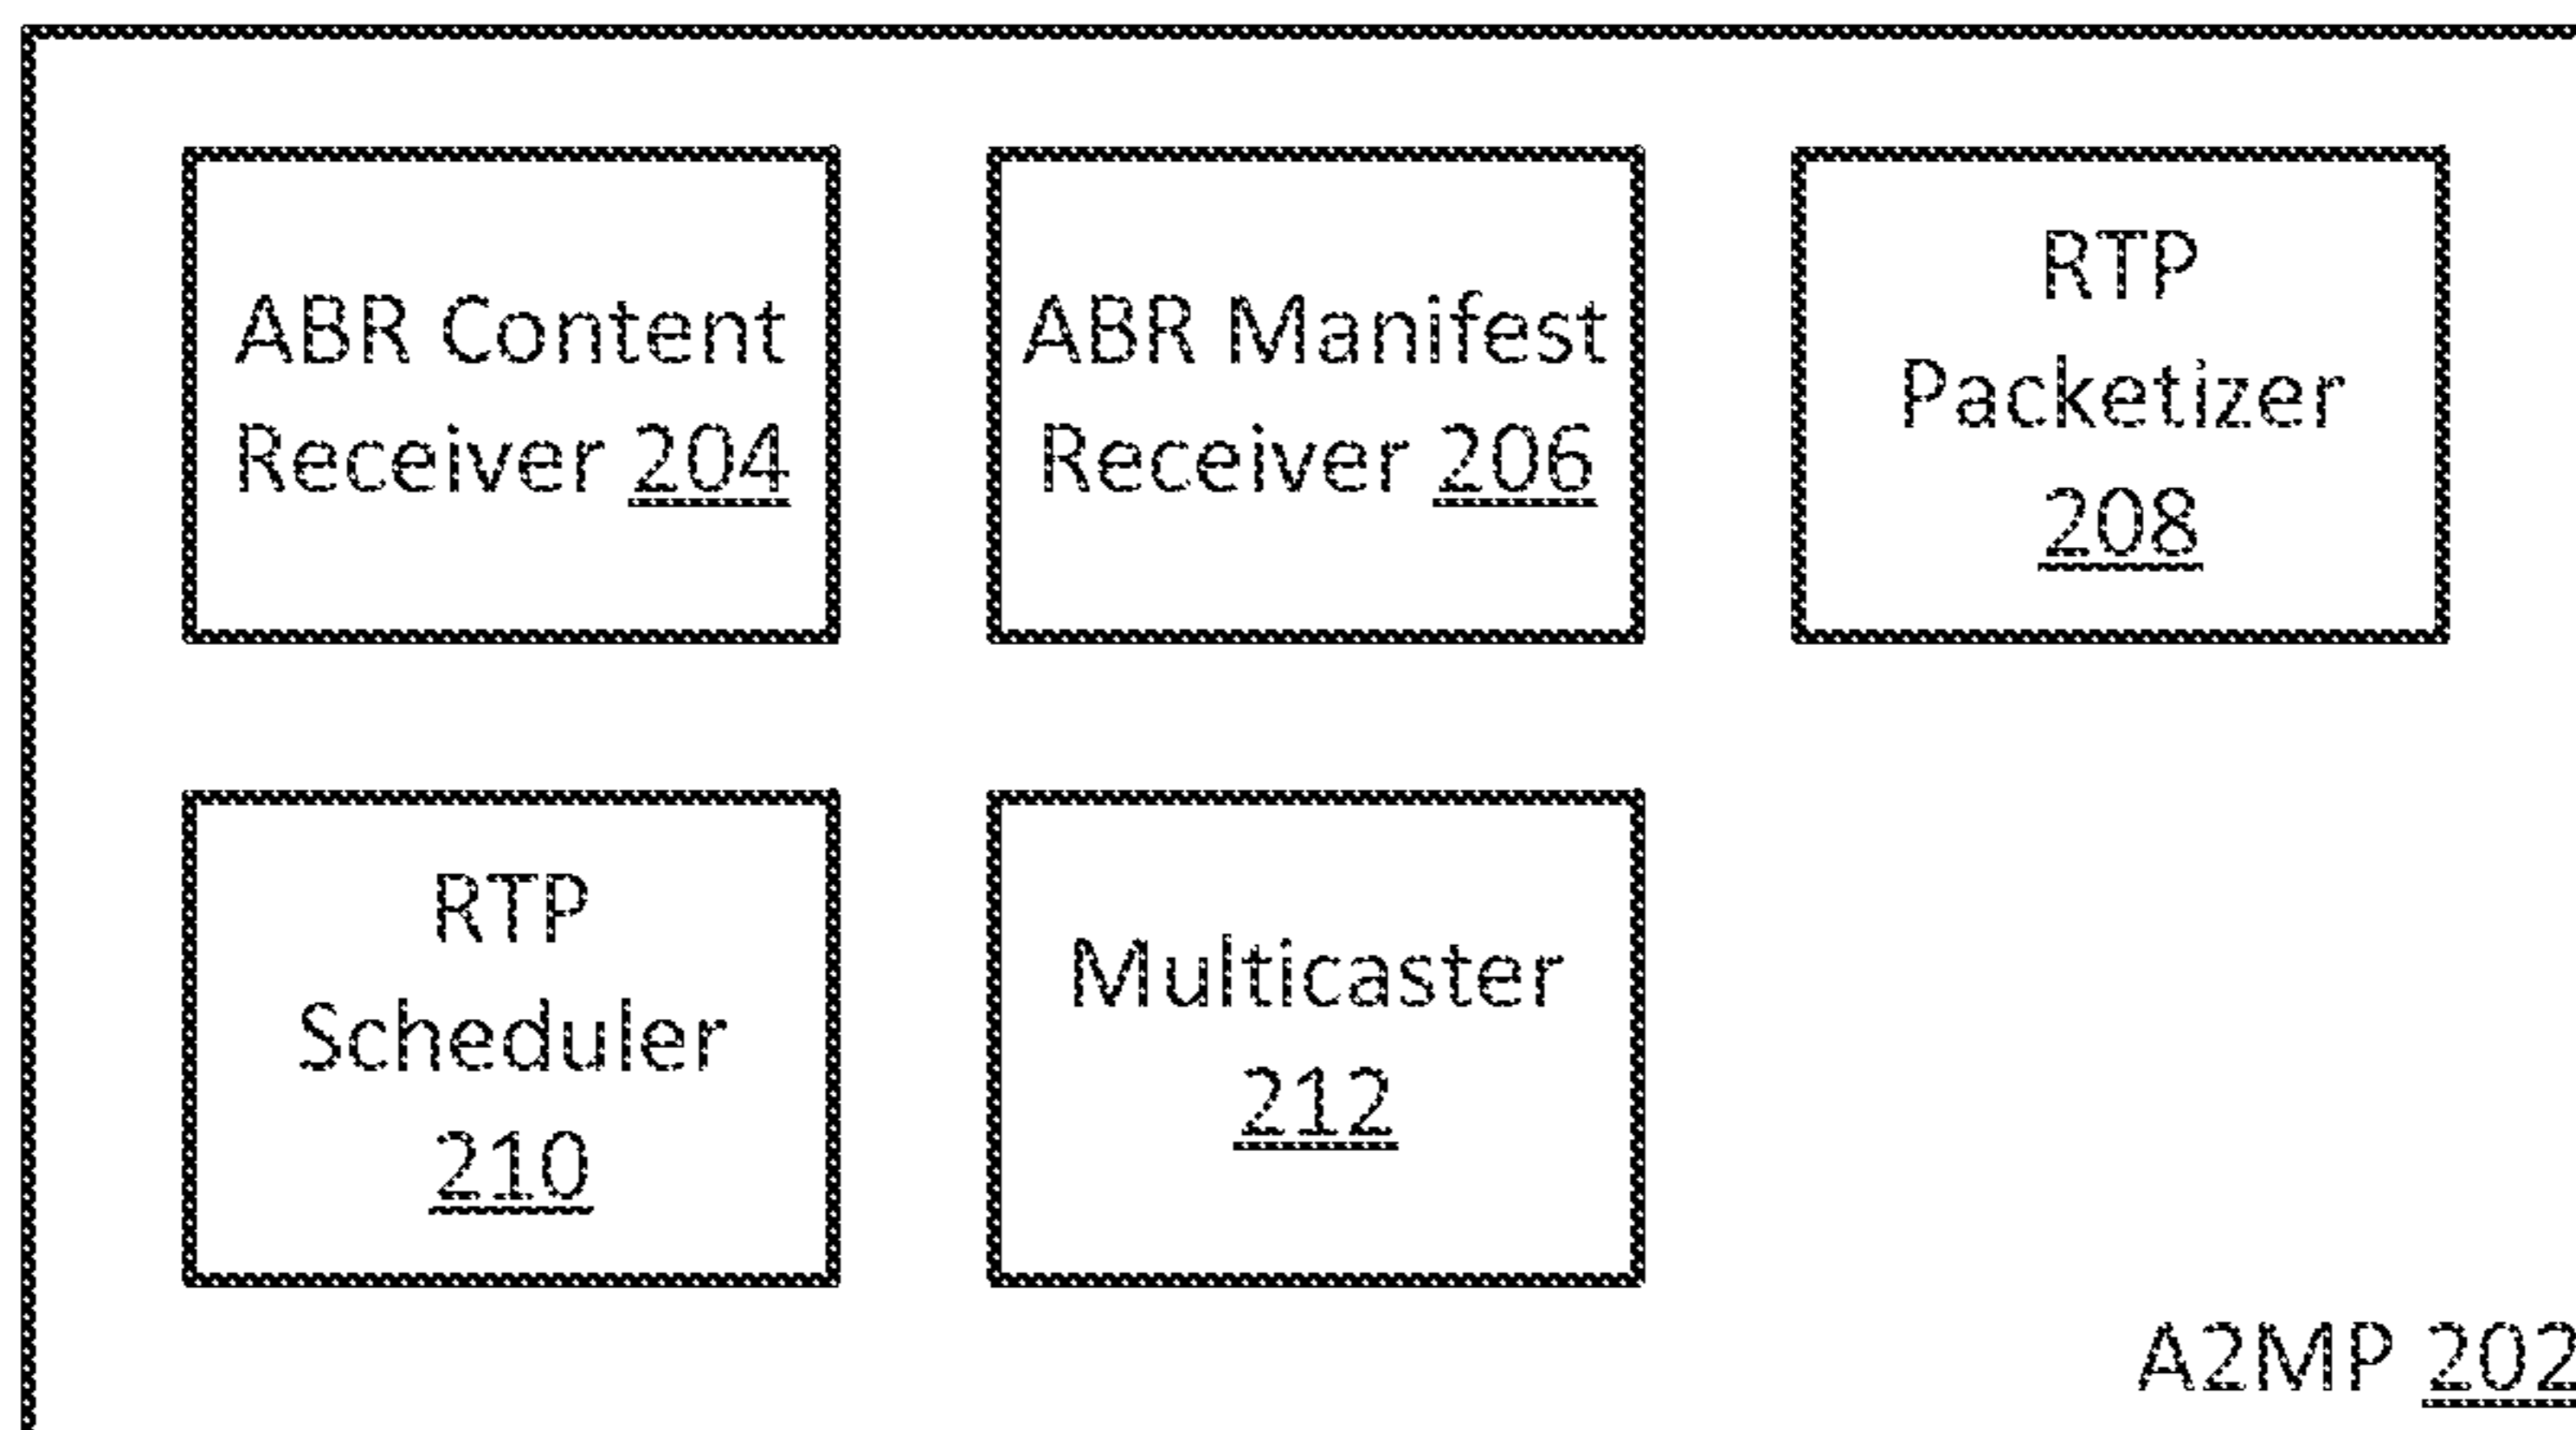 ABR Content
Receiver 204
ABR Manifest
Receiver 206
RTP
Packetizer
208
RTP
Scheduler
210
Multicaster
212
A2MP 202